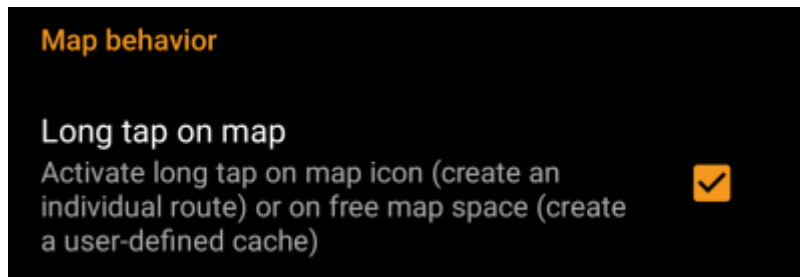 Map behavior
Long tap on map
Activate long tap on map icon (create an
individual route) or on free map space (create
a user-defined cache)